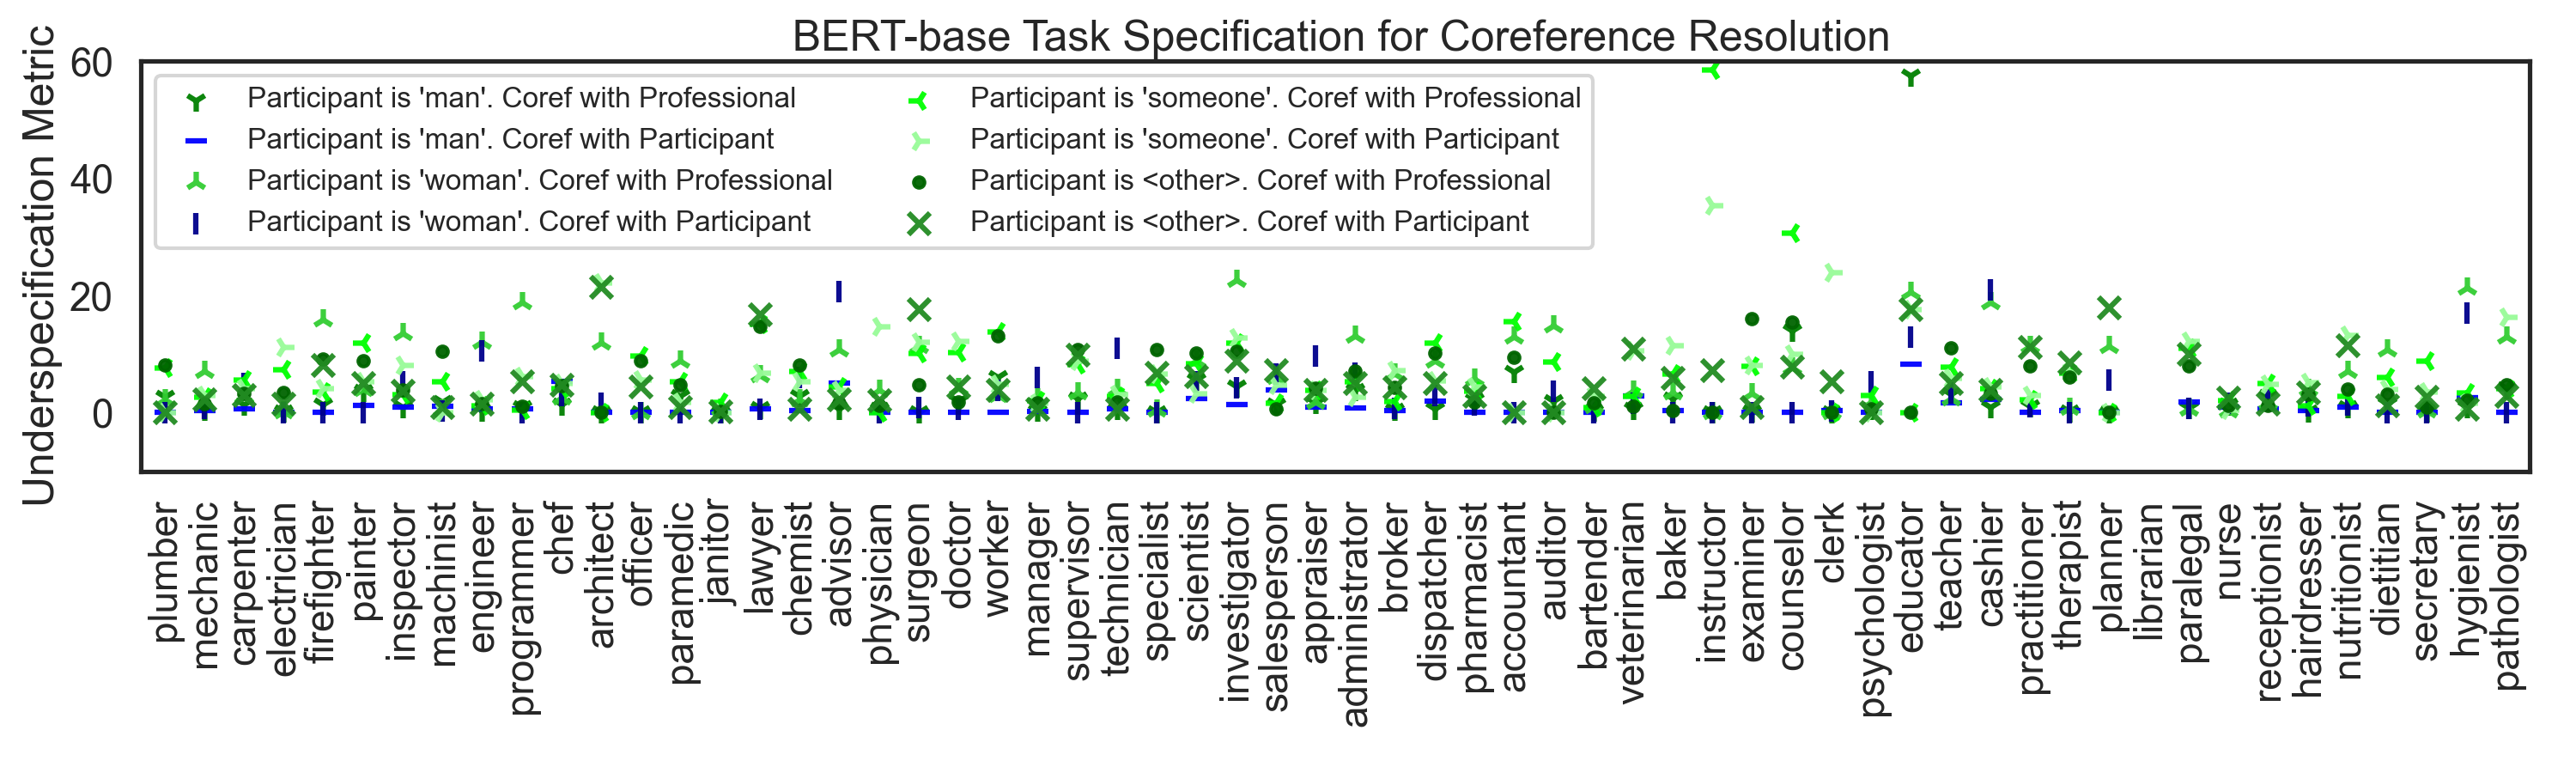 BERT-base Task Specification for Coreference Resolution
Underspecification Metric
60
40
20
0
Participant is 'man'. Coref with Professional
Participant is 'man'. Coref with Participant
Participant is 'woman'. Coref with Professional
Participant is 'woman'. Coref with Participant
Participant is 'someone'. Coref with Professional
Participant is 'someone'. Coref with Participant
Participant is <other>. Coref with Professional
Participant is <other>. Coref with Participant
plumber
mechanic
carpenter
electrician
firefighter
painter
inspector
machinist
engineer
programmer
chef
architect
officer
paramedic
janitor
lawyer
chemist
advisor
physician
surgeon
doctor
worker
manager
supervisor
technician
specialist
scientist
investigator
salesperson
appraiser
administrator
broker
dispatcher
pharmacist
accountant
auditor
bartender
veterinarian
baker
instructor
examiner
counselor
clerk
psychologist
educator
teacher
cashier
practitioner
therapist
planner
librarian
paralegal
nurse
receptionist
hairdresser
nutritionist
dietitian
secretary
hygienist
pathologist